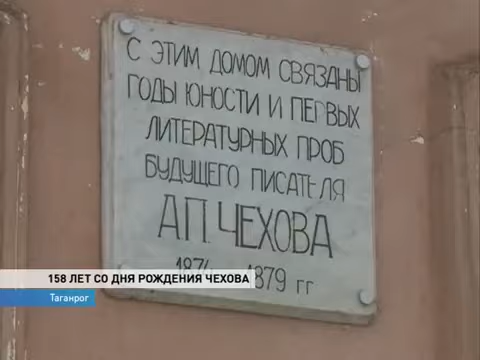 С ЭТИМ ДОМОМ СВЯЗАНЫ
ГОДЫ ЮНОСТИ И ПЕРВЫХ
ЛИТЕРАТУРНЫХ ПРОБ
БУДУЩЕГО ПИСАТЕЛЯ
А.П. ЧЕХОВА
1879 гг
158 ЛЕТ СО ДНЯ РОЖДЕНИЯ ЧЕХОВА
Таганрог